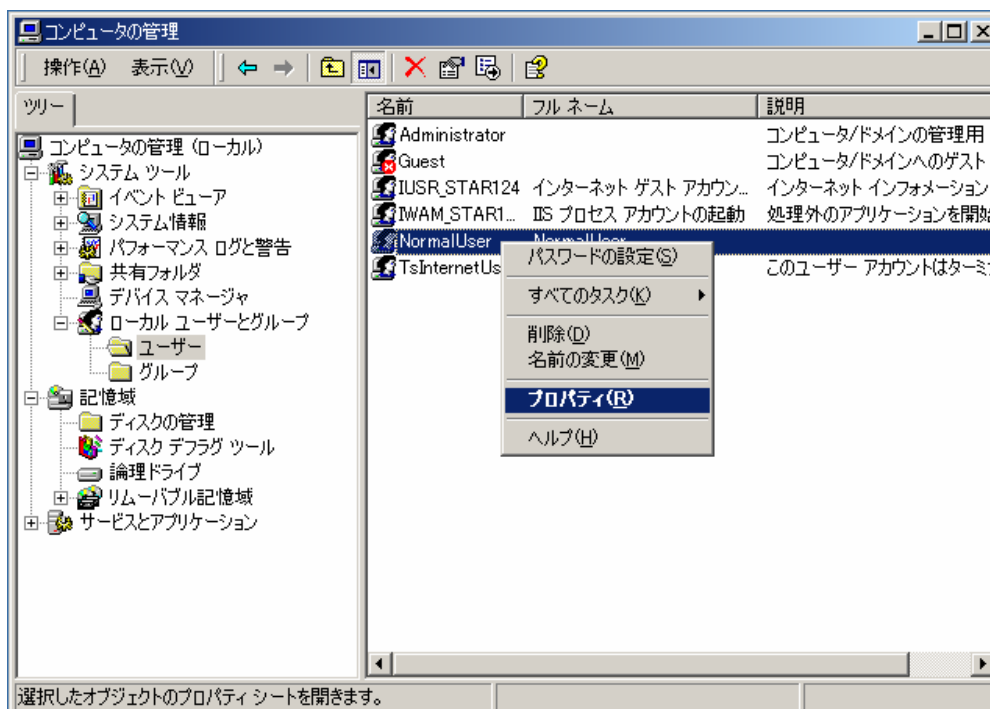 コンピュータの管理
操作(A) 表示(V)
ツリー
コンピュータの管理 (ローカル)
システム ツール
イベント ビューア
システム情報
パフォーマンス ログと警告
共有フォルダ
デバイス マネージャ
ローカル ユーザーとグループ
ユーザー
グループ
記憶域
ディスクの管理
ディスク デフラグ ツール
論理ドライブ
リムーバブル記憶域
サービスとアプリケーション
名前 フル ネーム 説明
Administrator コンピュータ/ドメインの管理用
Guest コンピュータ/ドメインへのゲスト
IUSR_STAR124 インターネット ゲスト アカウン... インターネット インフォメーション
IWAM_STAR1... IIS プロセス アカウントの起動 処理外のアプリケーションを開始
NormalUser NormalUser
TsInternetUs このユーザー アカウントはターミ
パスワードの設定(S)
すべてのタスク(K)
削除(D)
名前の変更(M)
プロパティ(R)
ヘルプ(H)
選択したオブジェクトのプロパティ シートを開きます。